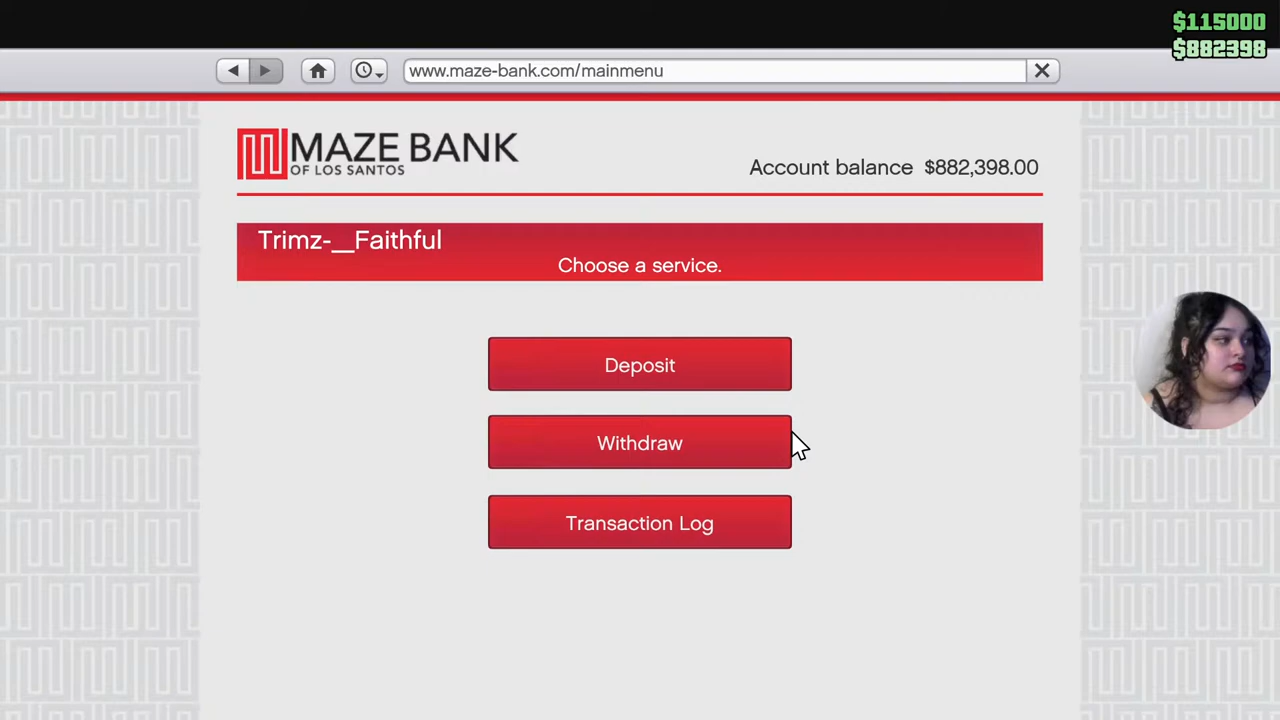 $115000
$882398
www.maze-bank.com/mainmenu
MAZE BANK
OF LOS SANTOS
Account balance $882,398.00
Trimz-__Faithful
Choose a service.
Deposit
Withdraw
Transaction Log